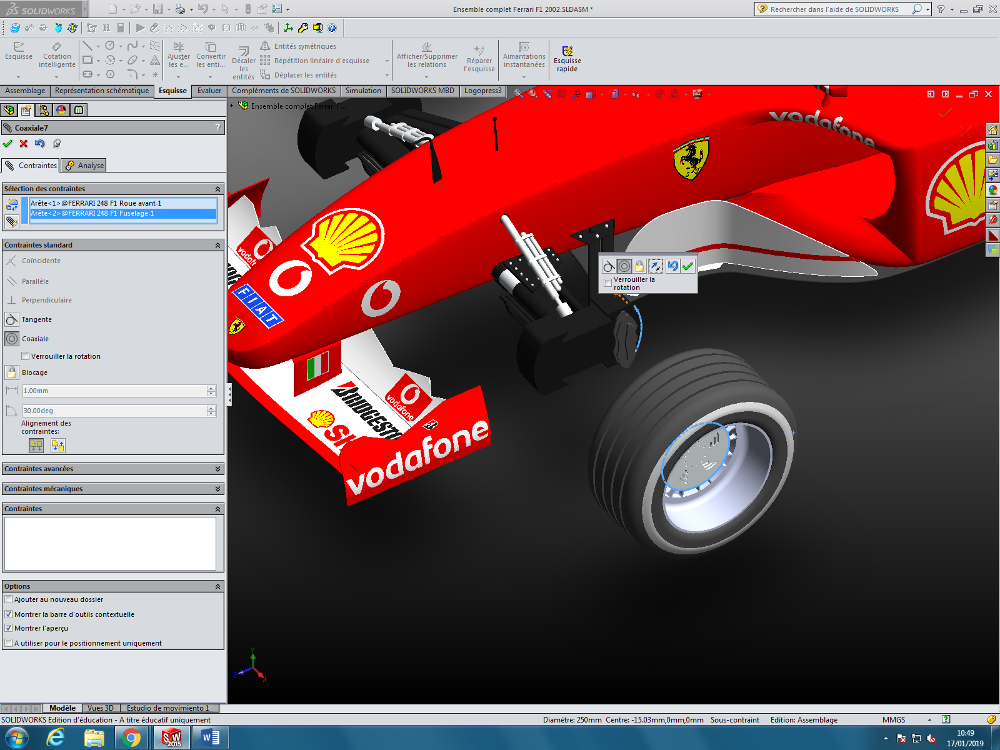 SOLIDWORKS
Ensemble complet Ferrari F1 2002.SLDASM *
Rechercher dans l'aide de SOLIDWORKS
Esquisse
Cotation intelligente
Ajuster les e...
Convertir les enti...
Décaler les entités
Entités symétriques
Répétition linéaire d'esquisse
Déplacer les entités
Afficher/Supprimer les relations
Réparer l'esquisse
Aimantations instantanées
Esquisse rapide
Assemblage
Représentation schématique
Esquisse
Evaluer
Compléments de SOLIDWORKS
Simulation
SOLIDWORKS MBD
Logopress3
Ensemble complet Ferrari F...
Coaxiale7
?
Contraintes
Analyse
Sélection des contraintes
Arête<1>@FERRARI 248 F1 Roue avant-1
Arête<2>@FERRARI 248 F1 Fuselage-1
Contraintes standard
Coïncidente
Parallèle
Perpendiculaire
Tangente
Coaxiale
Verrouiller la rotation
Blocage
1.00mm
30.00deg
Alignement des
contraintes:
Contraintes avancées
Contraintes mécaniques
Contraintes
Options
Ajouter au nouveau dossier
Montrer la barre d'outils contextuelle
Montrer l'aperçu
A utiliser pour le positionnement uniquement
Verrouiller la
rotation
vodafone
FIAT
vodafone
BRIDGESTO
vodafone
Y
X
Z
Modèle
Vues 3D
Estudio de movimiento 1
SOLIDWORKS Edition d'éducation - A titre éducatif uniquement
Diamètre: 250mm Centre: -15.03mm,0mm,0mm
Sous-contraint
Edition: Assemblage
MMGS
10:49
17/01/2019